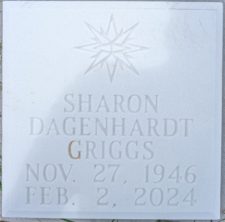 SHARON
DAGENHARDT
GRIGGS
NOV. 27, 1946
FEB. 2, 2024